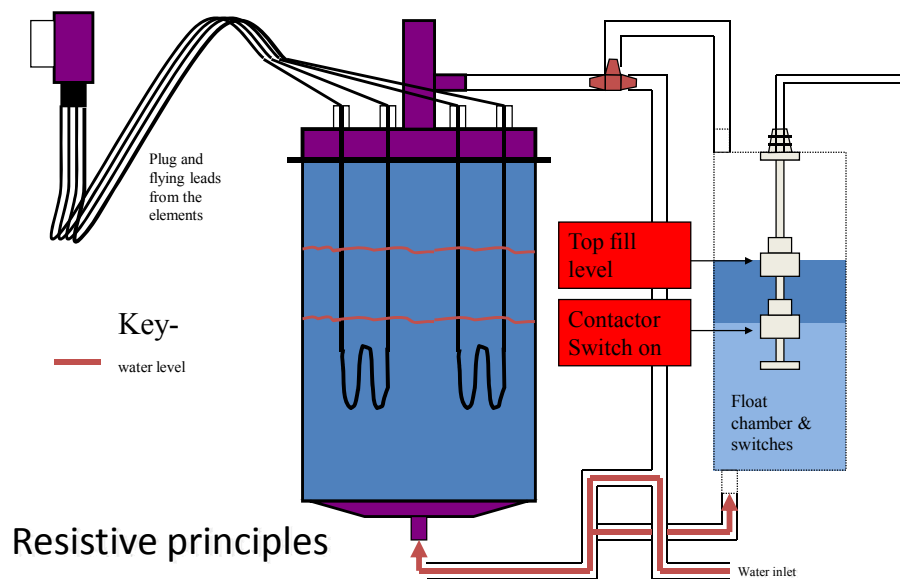 Plug and
flying leads
from the
elements
Top fill
level
Key-
Contactor
Switch on
water level
Float
chamber &
switches
Resistive principles
Water inlet